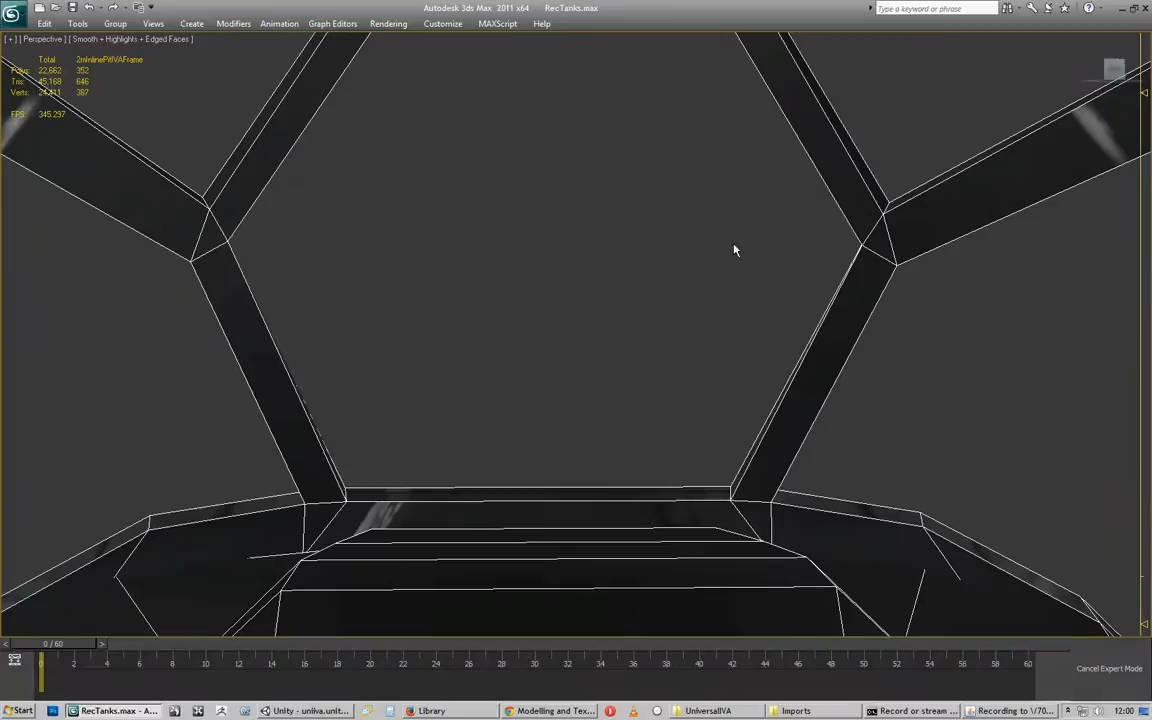 Autodesk 3ds Max 2011 x64 RecTanks.max
Type a keyword or phrase
Edit Tools Group Views Create Modifiers Animation Graph Editors Rendering Customize MAXScript Help
[ + ] [ Perspective ] [ Smooth + Highlights + Edged Faces ]
Total 2mInlinePitIVAFrame
Polys: 22,662 352
Tris: 45,168 646
Verts: 24,411 387
FPS: 345.297
0 / 60
0 2 4 6 8 10 12 14 16 18 20 22 24 26 28 30 32 34 36 38 40 42 44 46 48 50 52 54 56 58 60
Cancel Expert Mode
Start RecTanks.max - A... Unity - uniiva.unit... Library Modelling and Tex... UniversalIVA Imports Record or stream ... Recording to \/70... 12:00